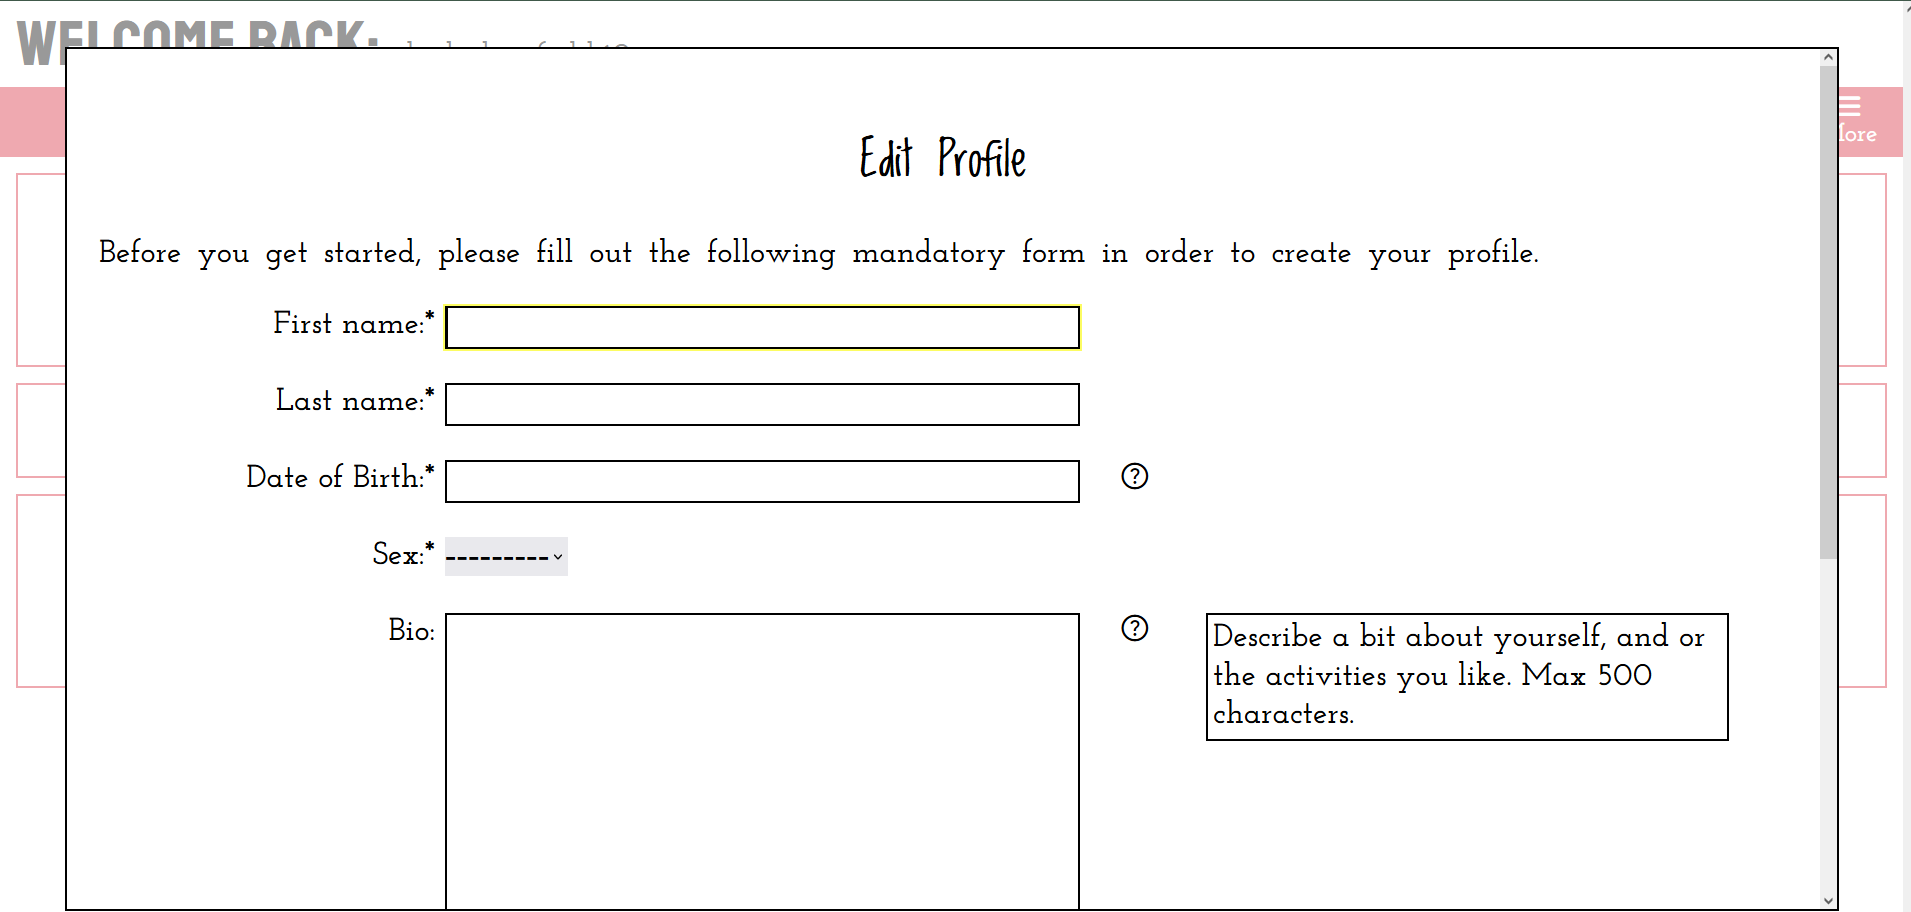 WELCOME BACK:
Edit Profile
Before you get started, please fill out the following mandatory form in order to create your profile.
First name:*
Last name:*
Date of Birth:*
?
Sex:*
---------
Bio:
?
Describe a bit about yourself, and or
the activities you like. Max 500
characters.